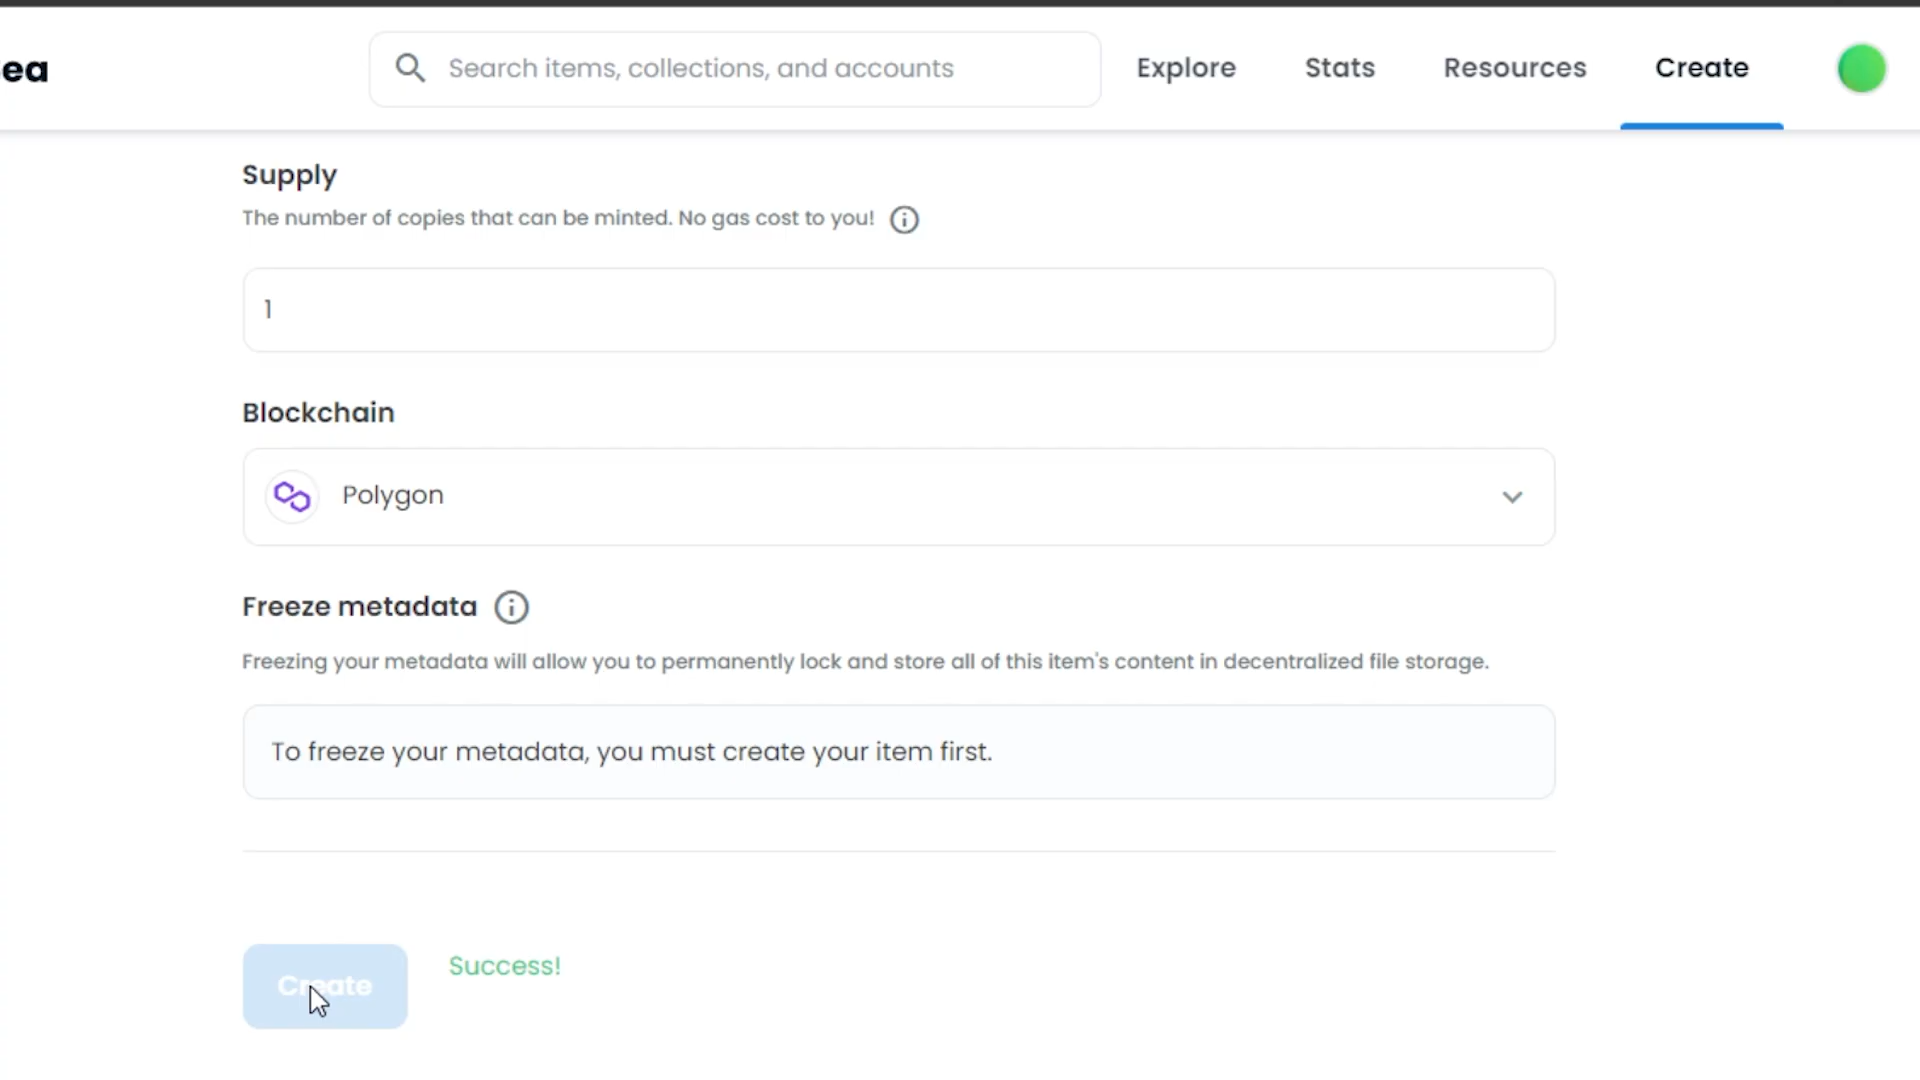 ea
Search items, collections, and accounts
Explore
Stats
Resources
Create
Supply
The number of copies that can be minted. No gas cost to you!
1
Blockchain
Polygon
Freeze metadata
Freezing your metadata will allow you to permanently lock and store all of this item's content in decentralized file storage.
To freeze your metadata, you must create your item first.
Create
Success!